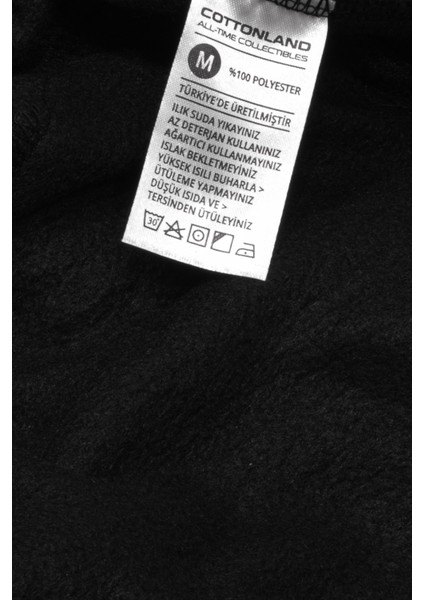 COTTONLAND
ALL-TIME COLLECTIBLES
M %100 POLYESTER
TÜRKİYE'DE ÜRETİLMİŞTİR
ILIK SUDA YIKAYINIZ
AZ DETERJAN KULLANINIZ
AĞARTICI KULLANMAYINIZ
ISLAK BEKLETMEYİNİZ
YÜKSEK ISILI BUHARLA >
ÜTÜLEME YAPMAYINIZ
DÜŞÜK ISIDA VE >
TERSİNDEN ÜTÜLEYİNİZ
30°